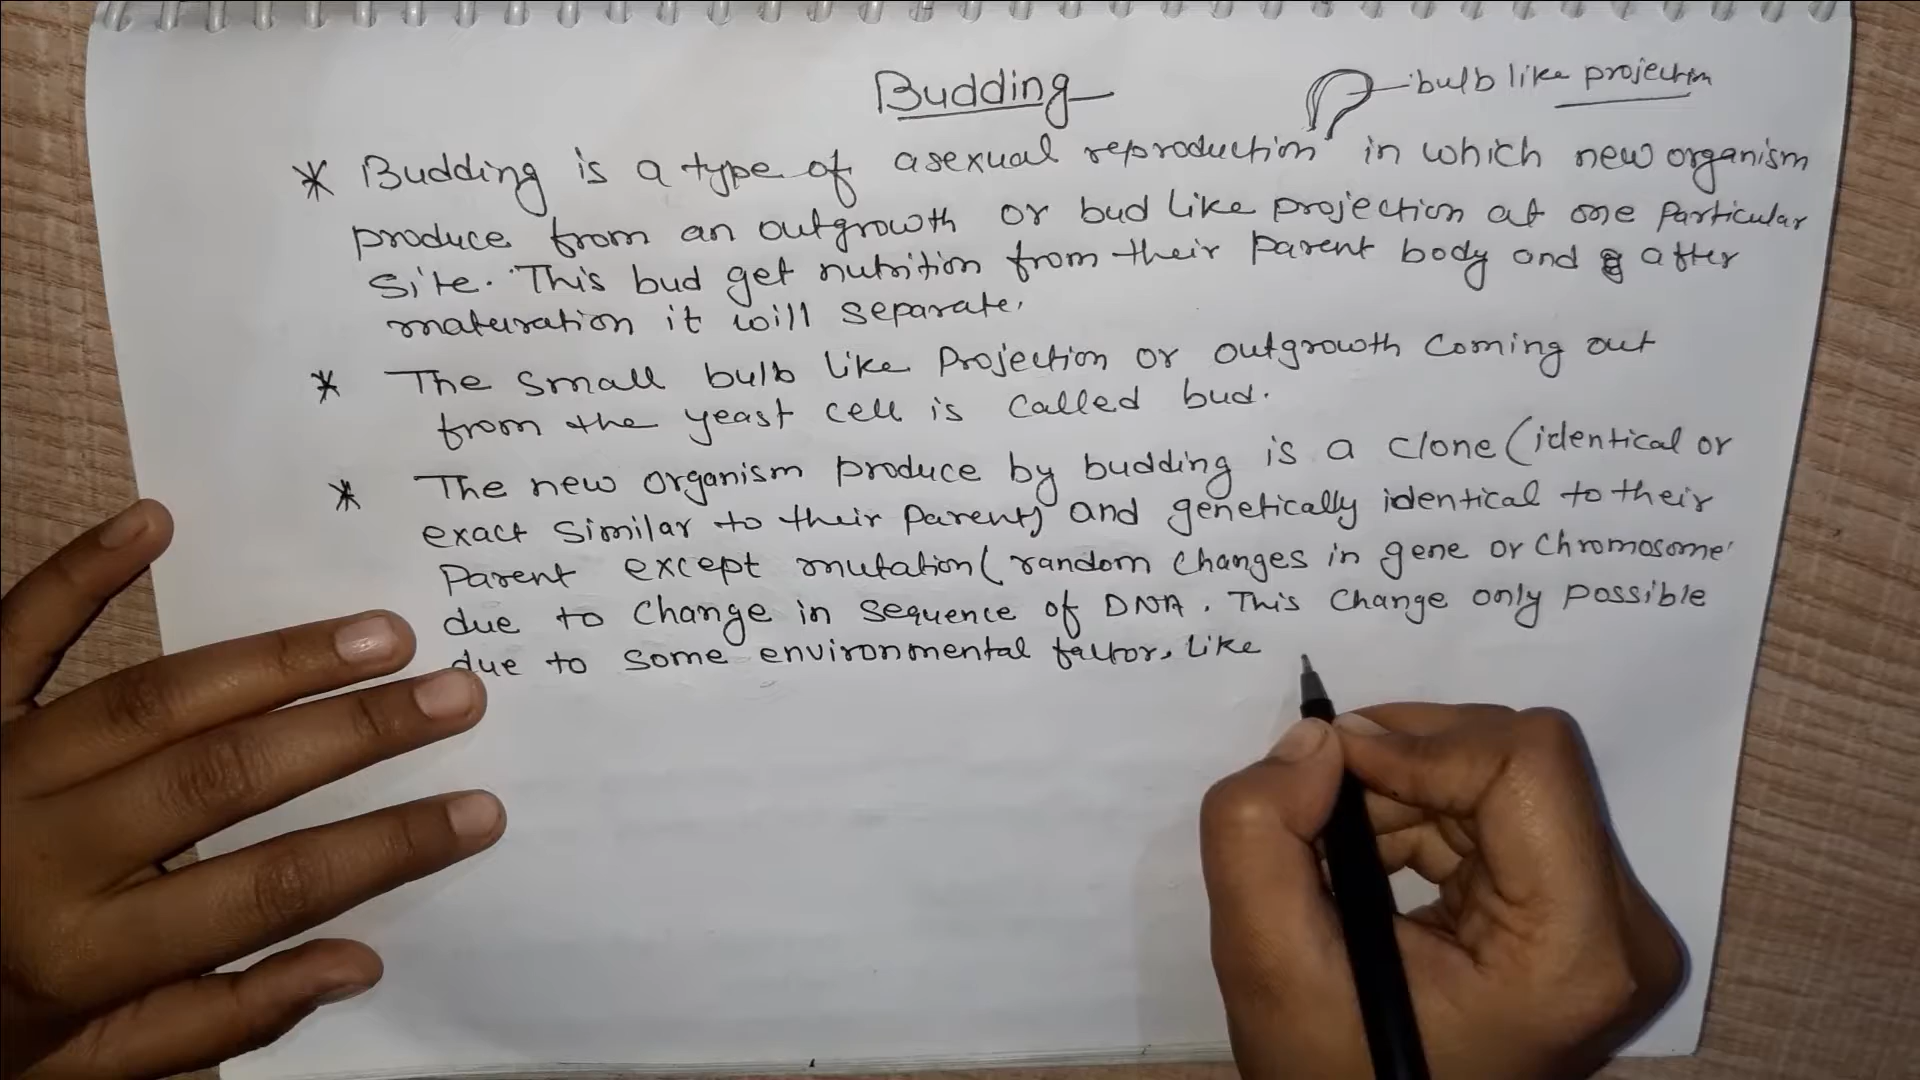 Budding
bulb like projection
* Budding is a type of asexual reproduction in which new organism
produce from an outgrowth or bud like projection at one particular
site. This bud get nutrition from their parent body and after
maturation it will separate.
* The small bulb like Projection or outgrowth coming out
from the yeast cell is called bud.
* The new organism produce by budding is a clone (identical or
exact similar to their parent) and genetically identical to their
parent except mutation ( random changes in gene or chromosome
due to change in sequence of DNA. This change only possible
due to some environmental factor, like